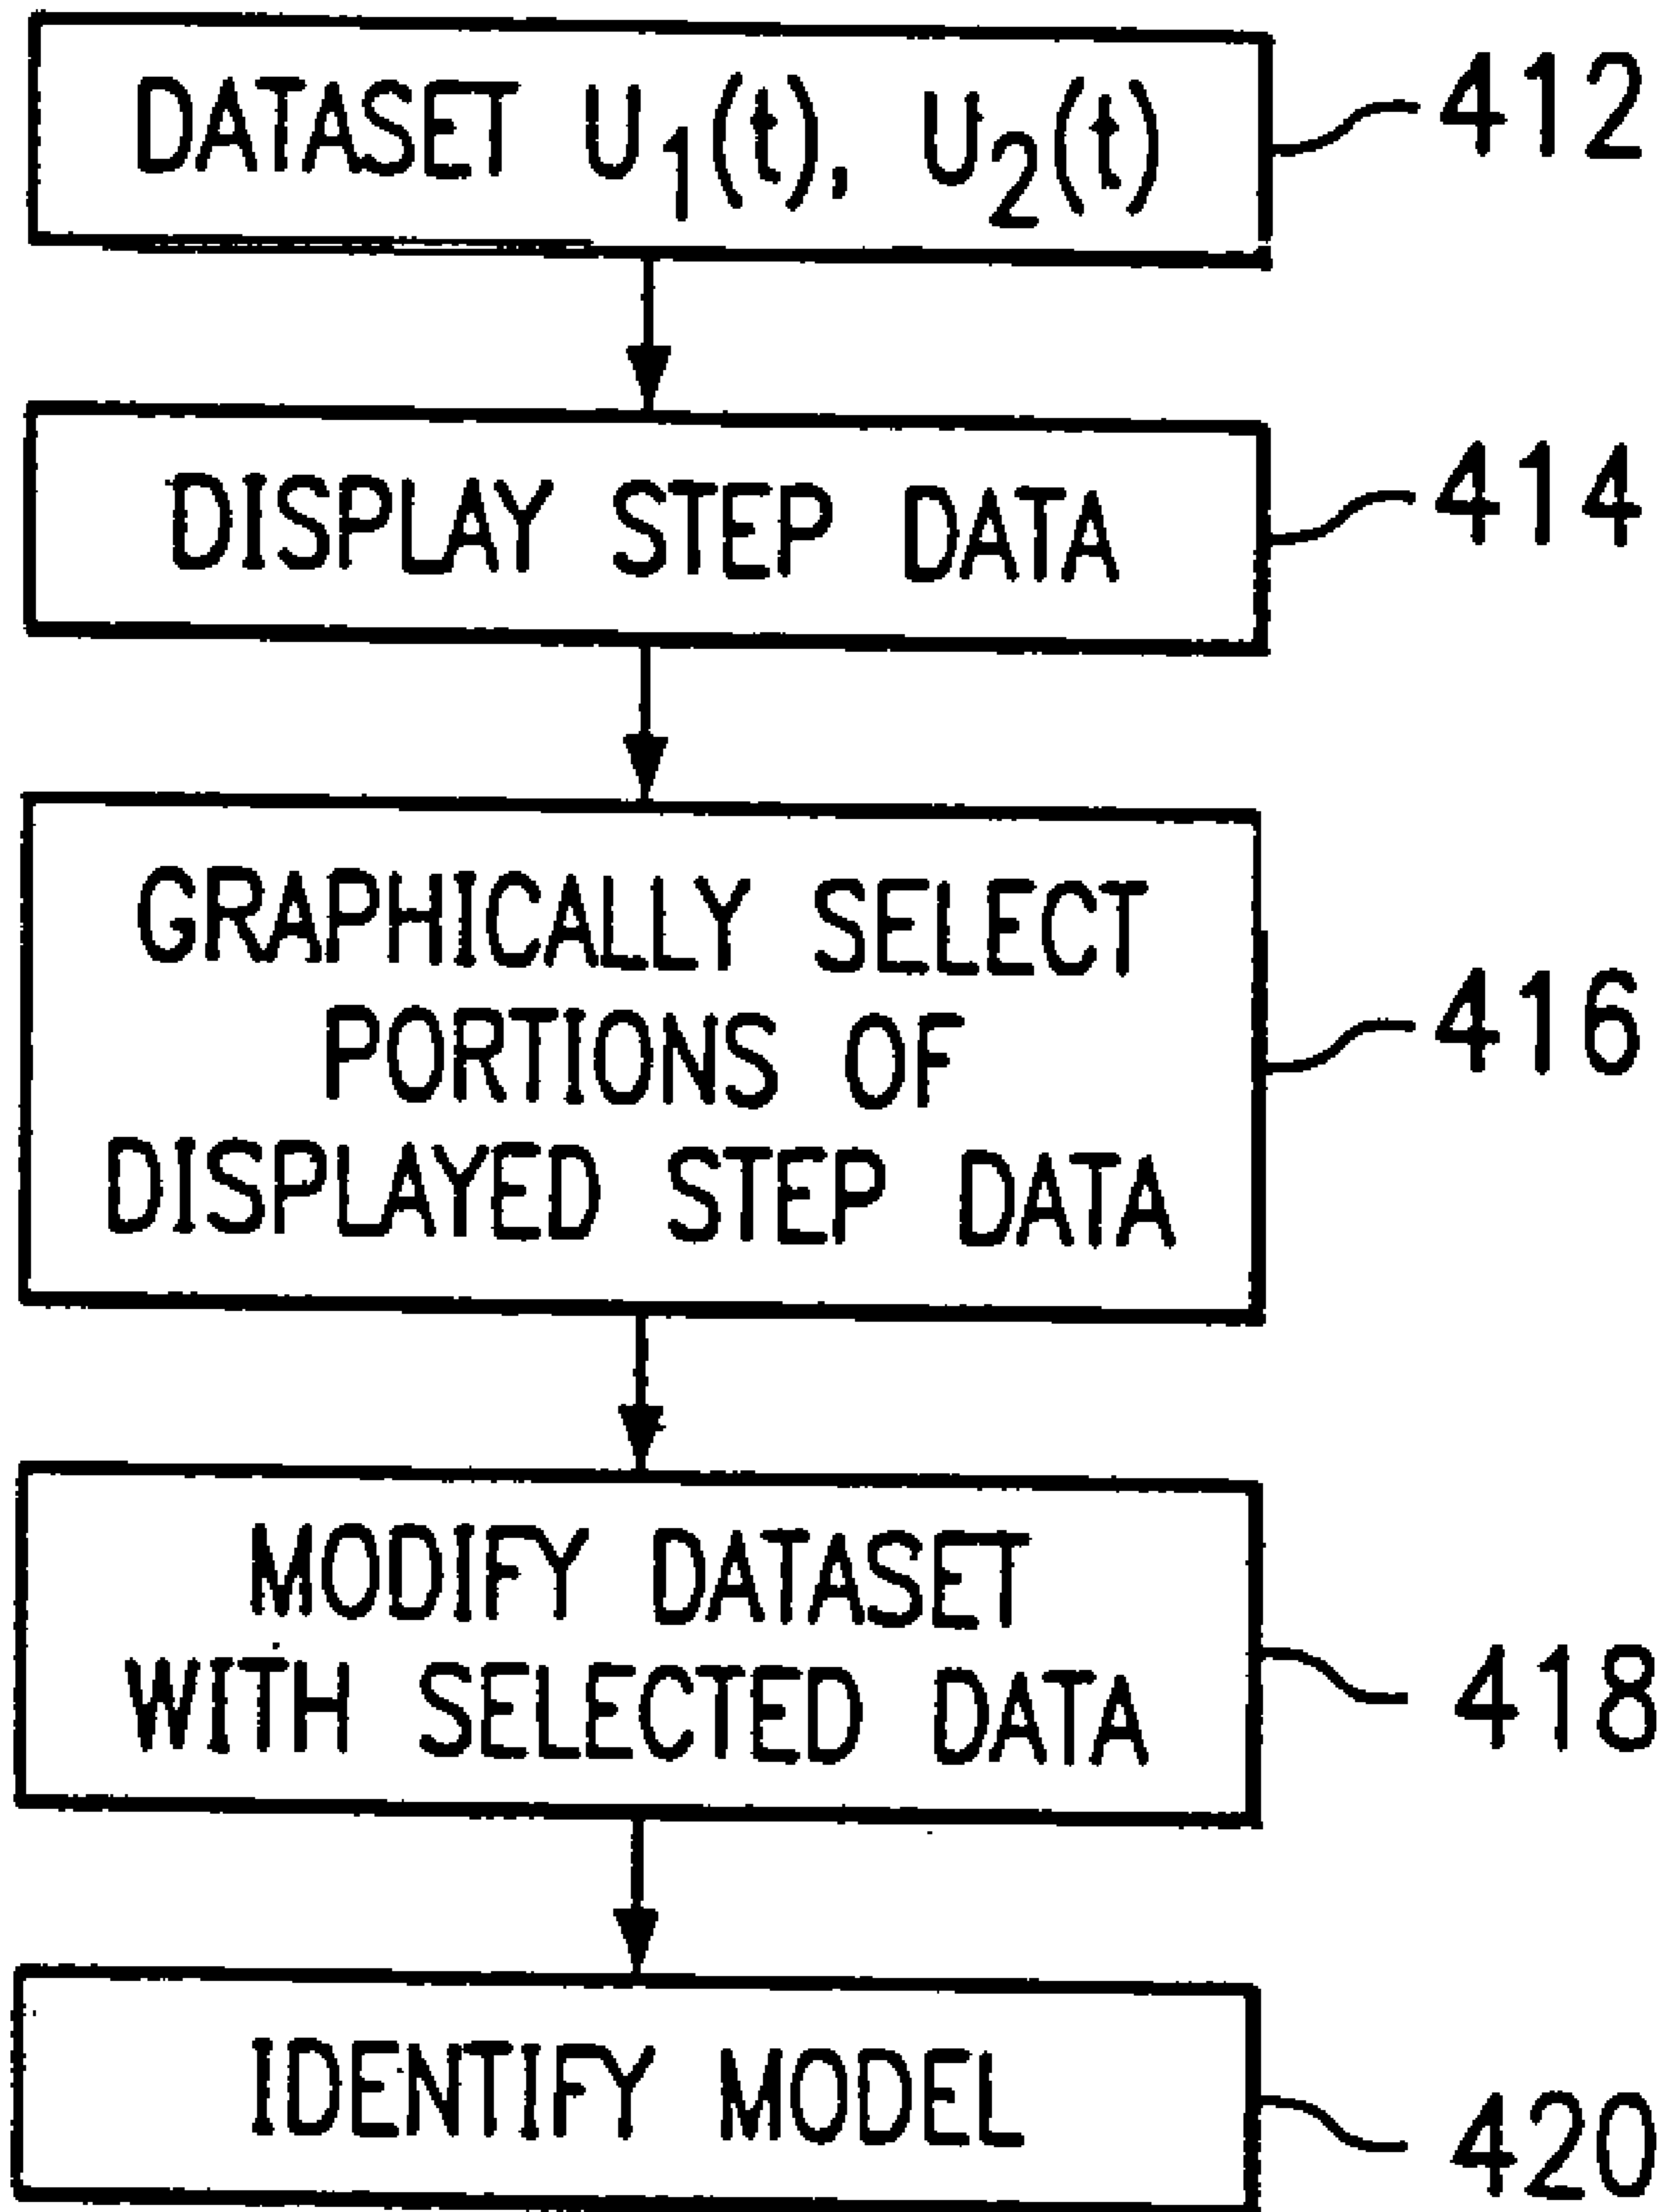 DATASET U₁(t), U₂(t)
412
DISPLAY STEP DATA
414
GRAPHICALLY SELECT
PORTIONS OF
DISPLAYED STEP DATA
416
MODIFY DATASET
WITH SELECTED DATA
418
IDENTIFY MODEL
420